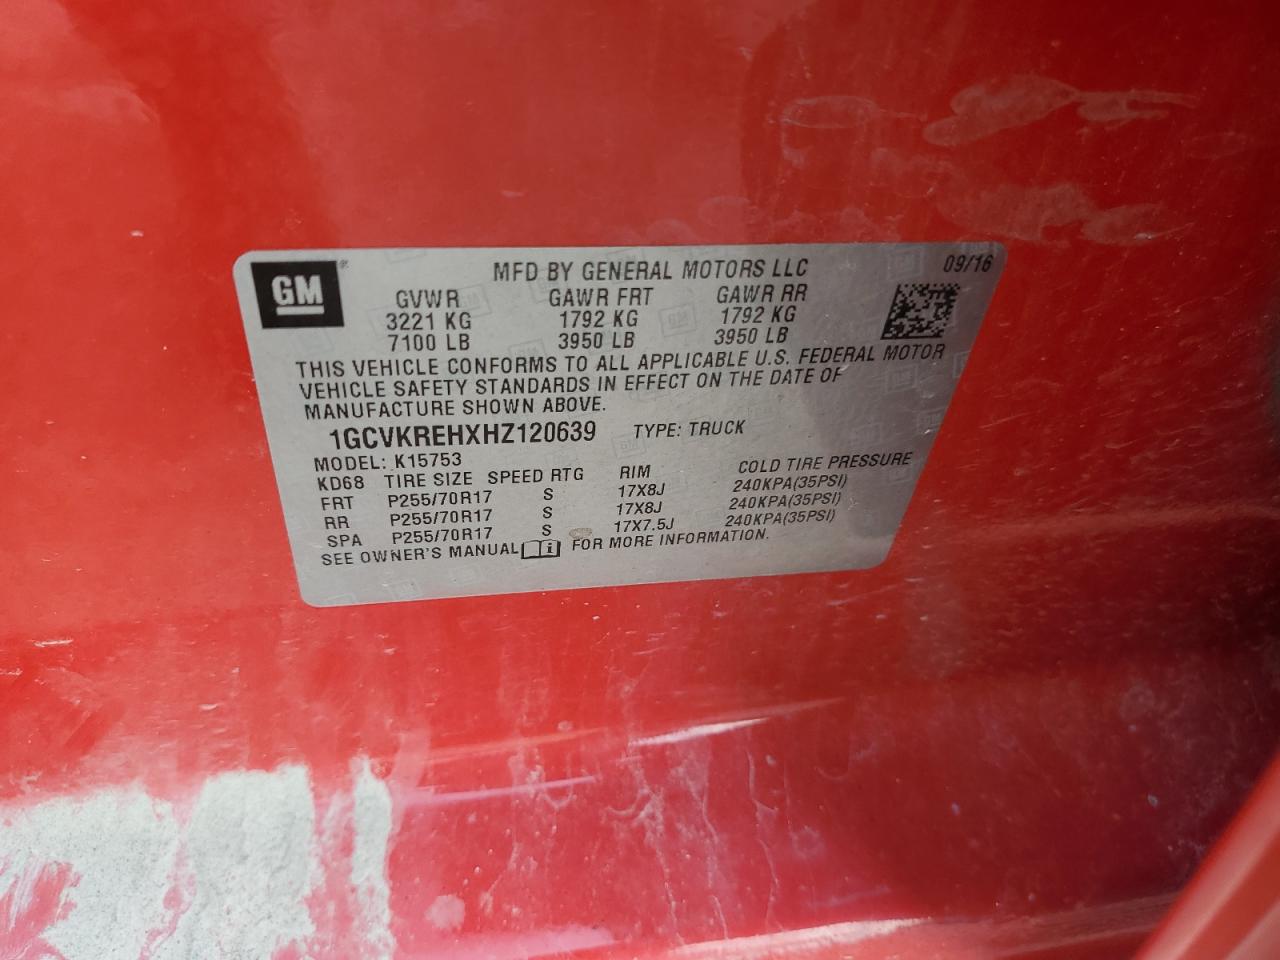 GM ®
MFD BY GENERAL MOTORS LLC 09/16
GVWR GAWR FRT GAWR RR
3221 KG 1792 KG 1792 KG
7100 LB 3950 LB 3950 LB
THIS VEHICLE CONFORMS TO ALL APPLICABLE U.S. FEDERAL MOTOR
VEHICLE SAFETY STANDARDS IN EFFECT ON THE DATE OF
MANUFACTURE SHOWN ABOVE.
1GCVKREHXHZ120639 TYPE: TRUCK
MODEL: K15753
KD68 TIRE SIZE SPEED RTG RIM COLD TIRE PRESSURE
FRT P255/70R17 S 17X8J 240KPA(35PSI)
RR P255/70R17 S 17X8J 240KPA(35PSI)
SPA P255/70R17 S 17X7.5J 240KPA(35PSI)
SEE OWNER'S MANUAL i FOR MORE INFORMATION.